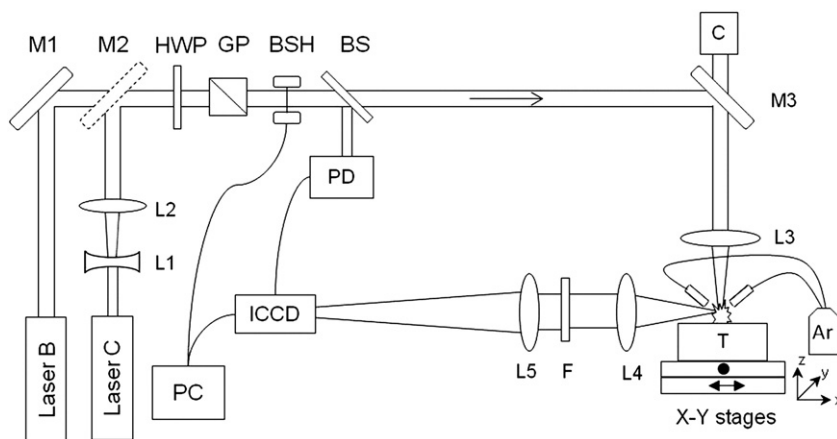 M1 M2 HWP GP BSH BS C
M3
PD
L2
L1
L3
ICCD
Ar
T
L5 F L4
PC
Laser B
Laser C
z
y
x
X-Y stages